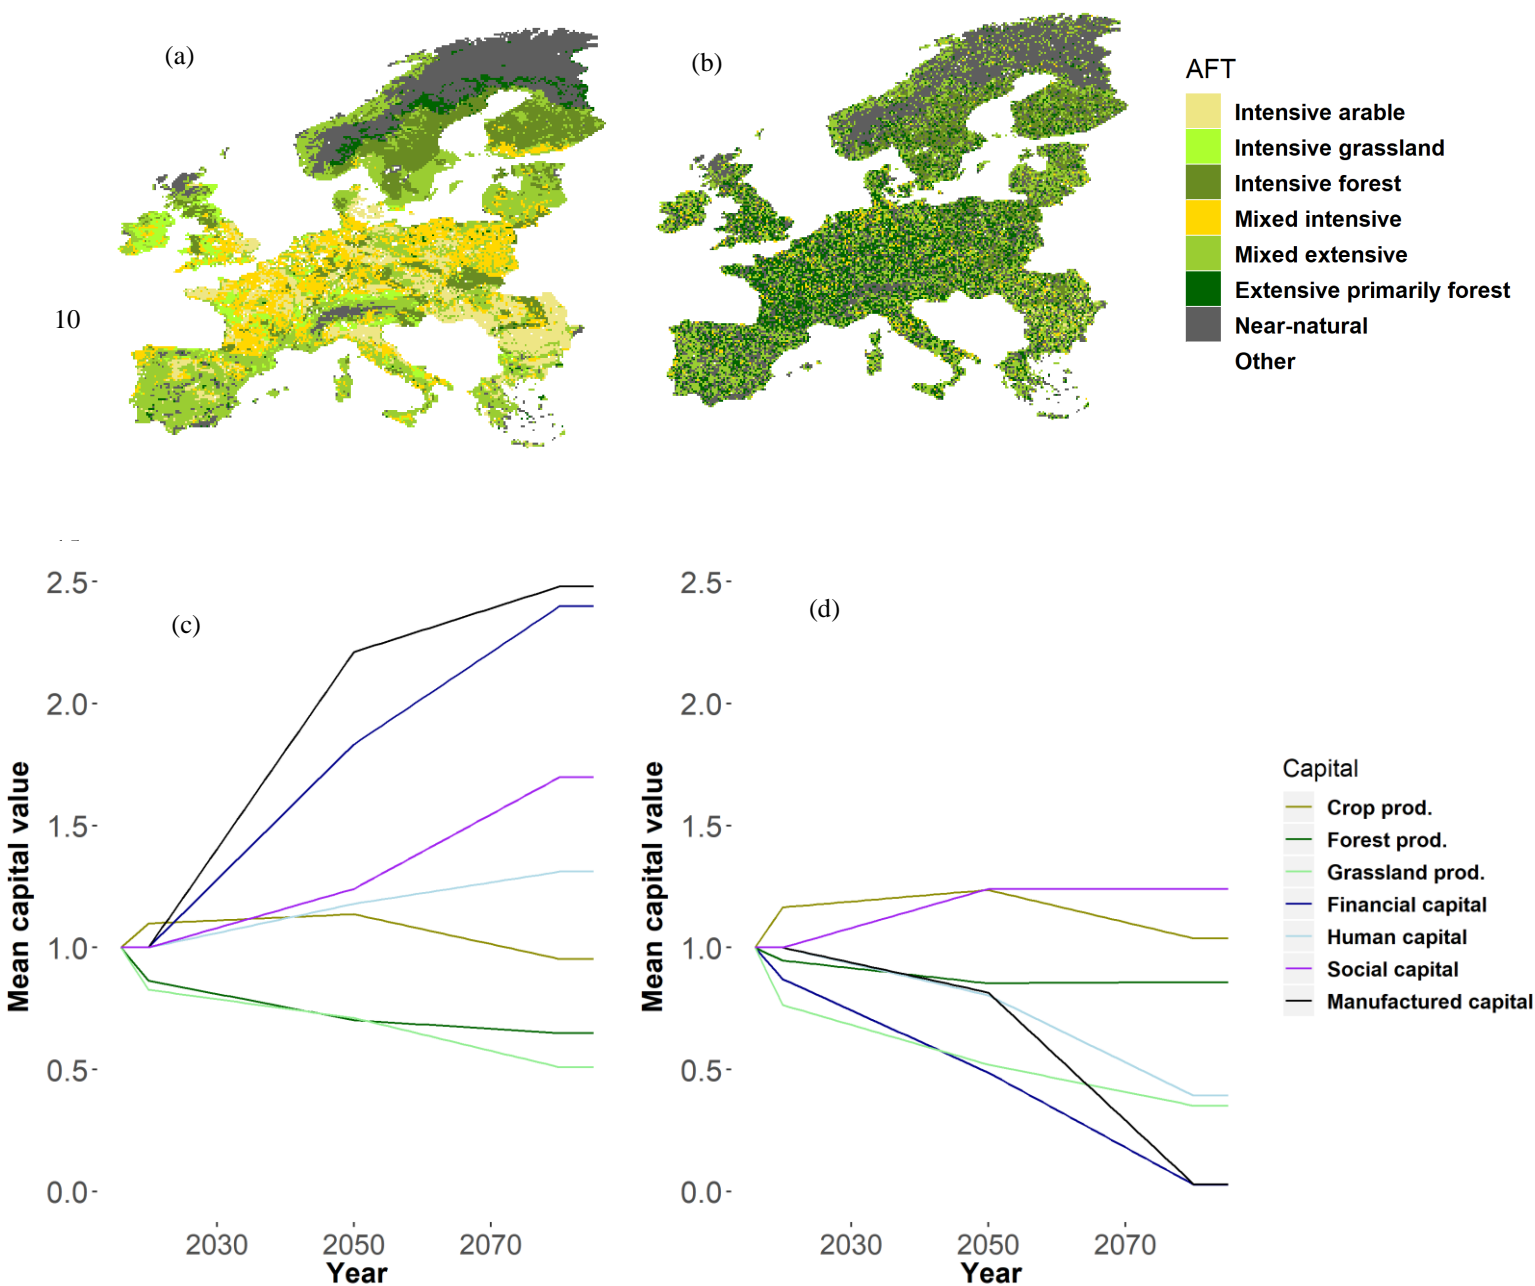 (a)
(b)
AFT
Intensive arable
Intensive grassland
Intensive forest
Mixed intensive
Mixed extensive
Extensive primarily forest
Near-natural
Other
10
2.5
2.0
1.5
1.0
0.5
0.0
Mean capital value
(c)
2030
2050
2070
Year
2.5
2.0
1.5
1.0
0.5
0.0
Mean capital value
(d)
2030
2050
2070
Year
Capital
Crop prod.
Forest prod.
Grassland prod.
Financial capital
Human capital
Social capital
Manufactured capital